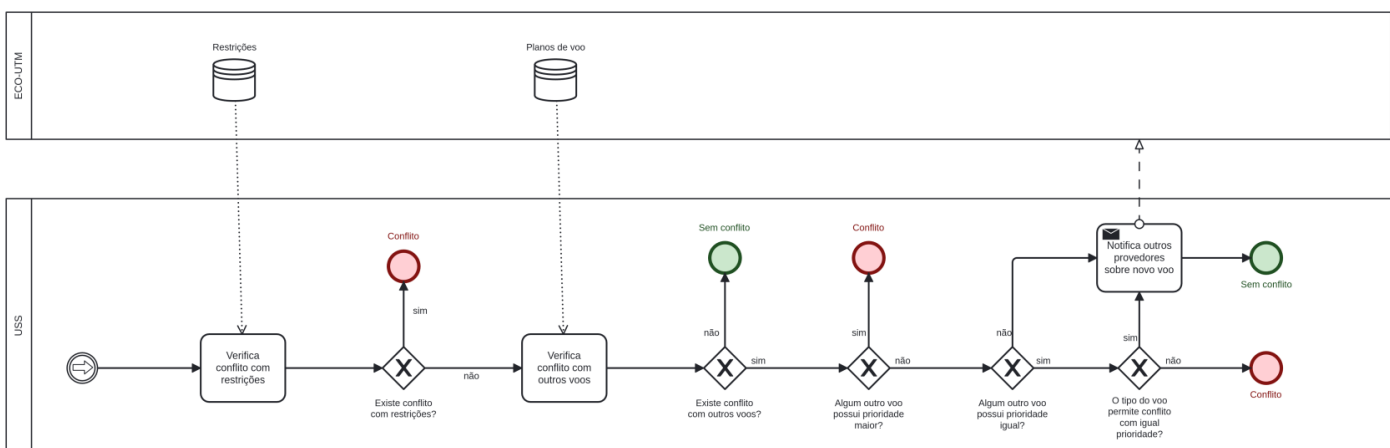 ECO-UTM
Restrições
Planos de voo
USS
Verifica
conflito com
restrições
Conflito
sim
não
Existe conflito
com restrições?
Verifica
conflito com
outros voos
Sem conflito
não
sim
Existe conflito
com outros voos?
Conflito
sim
não
Algum outro voo
possui prioridade
maior?
não
sim
Algum outro voo
possui prioridade
igual?
Notifica outros
provedores
sobre novo voo
Sem conflito
sim
não
O tipo do voo
permite conflito
com igual
prioridade?
Conflito